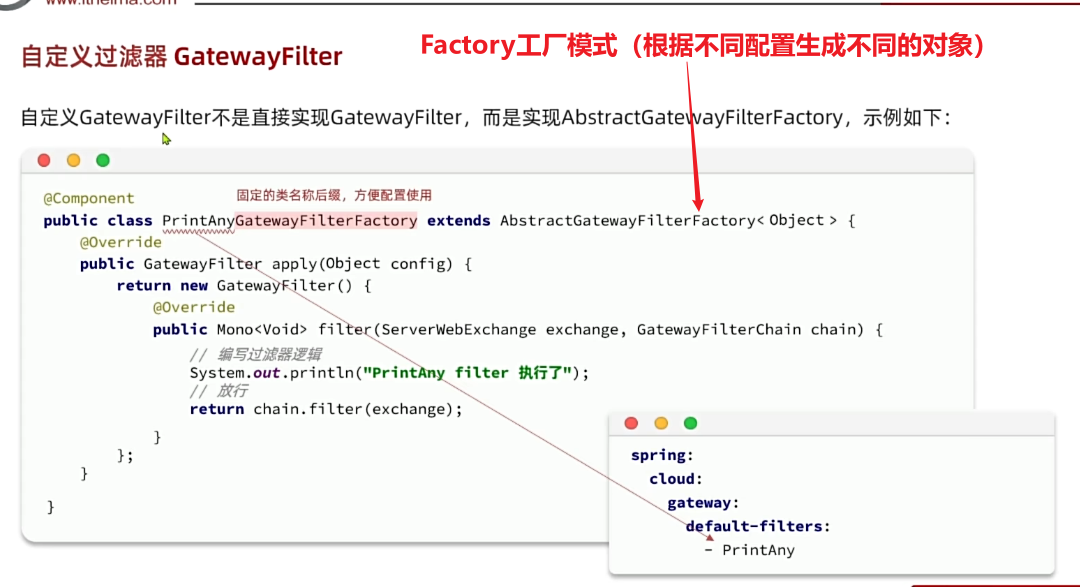 www.itheima.com
Factory工厂模式（根据不同配置生成不同的对象）
自定义过滤器 GatewayFilter
自定义GatewayFilter不是直接实现GatewayFilter，而是实现AbstractGatewayFilterFactory，示例如下：
@Component
固定的类名称后缀，方便配置使用
public class PrintAnyGatewayFilterFactory extends AbstractGatewayFilterFactory<Object> {
@Override
public GatewayFilter apply(Object config) {
return new GatewayFilter() {
@Override
public Mono<Void> filter(ServerWebExchange exchange, GatewayFilterChain chain) {
// 编写过滤器逻辑
System.out.println("PrintAny filter 执行了");
// 放行
return chain.filter(exchange);
}
};
}
}
spring:
cloud:
gateway:
default-filters:
- PrintAny